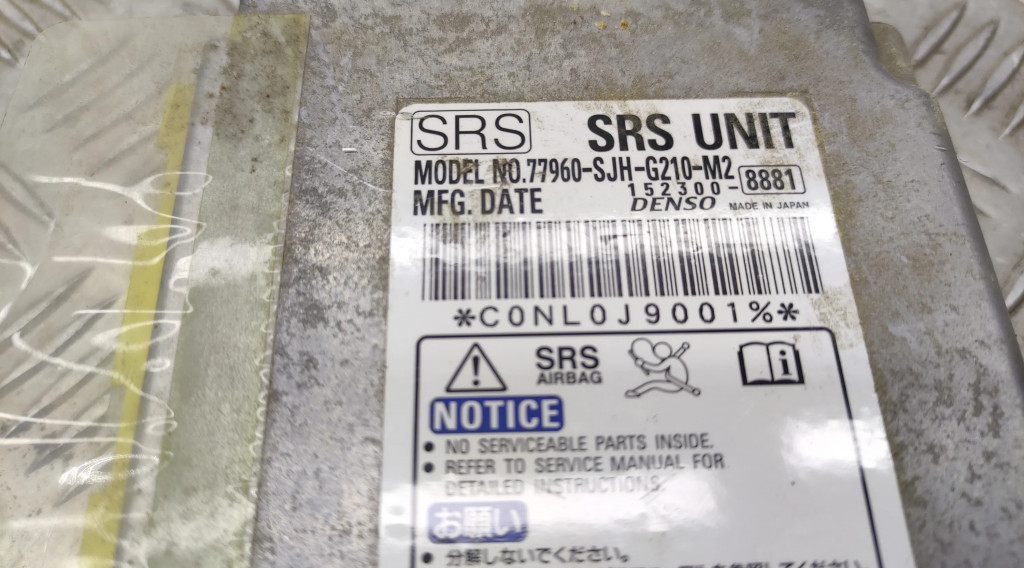 SRS SRS UNIT
MODEL NO.77960-SJH-G210-M2
152300-8881
MFG. DATE DENSO MADE IN JAPAN
*C0NL0J9001%*
SRS
AIRBAG
NOTICE
• NO SERVICEABLE PARTS INSIDE.
• REFER TO SERVICE MANUAL FOR
DETAILED INSTRUCTIONS.
お願い
• 分解しないでください。